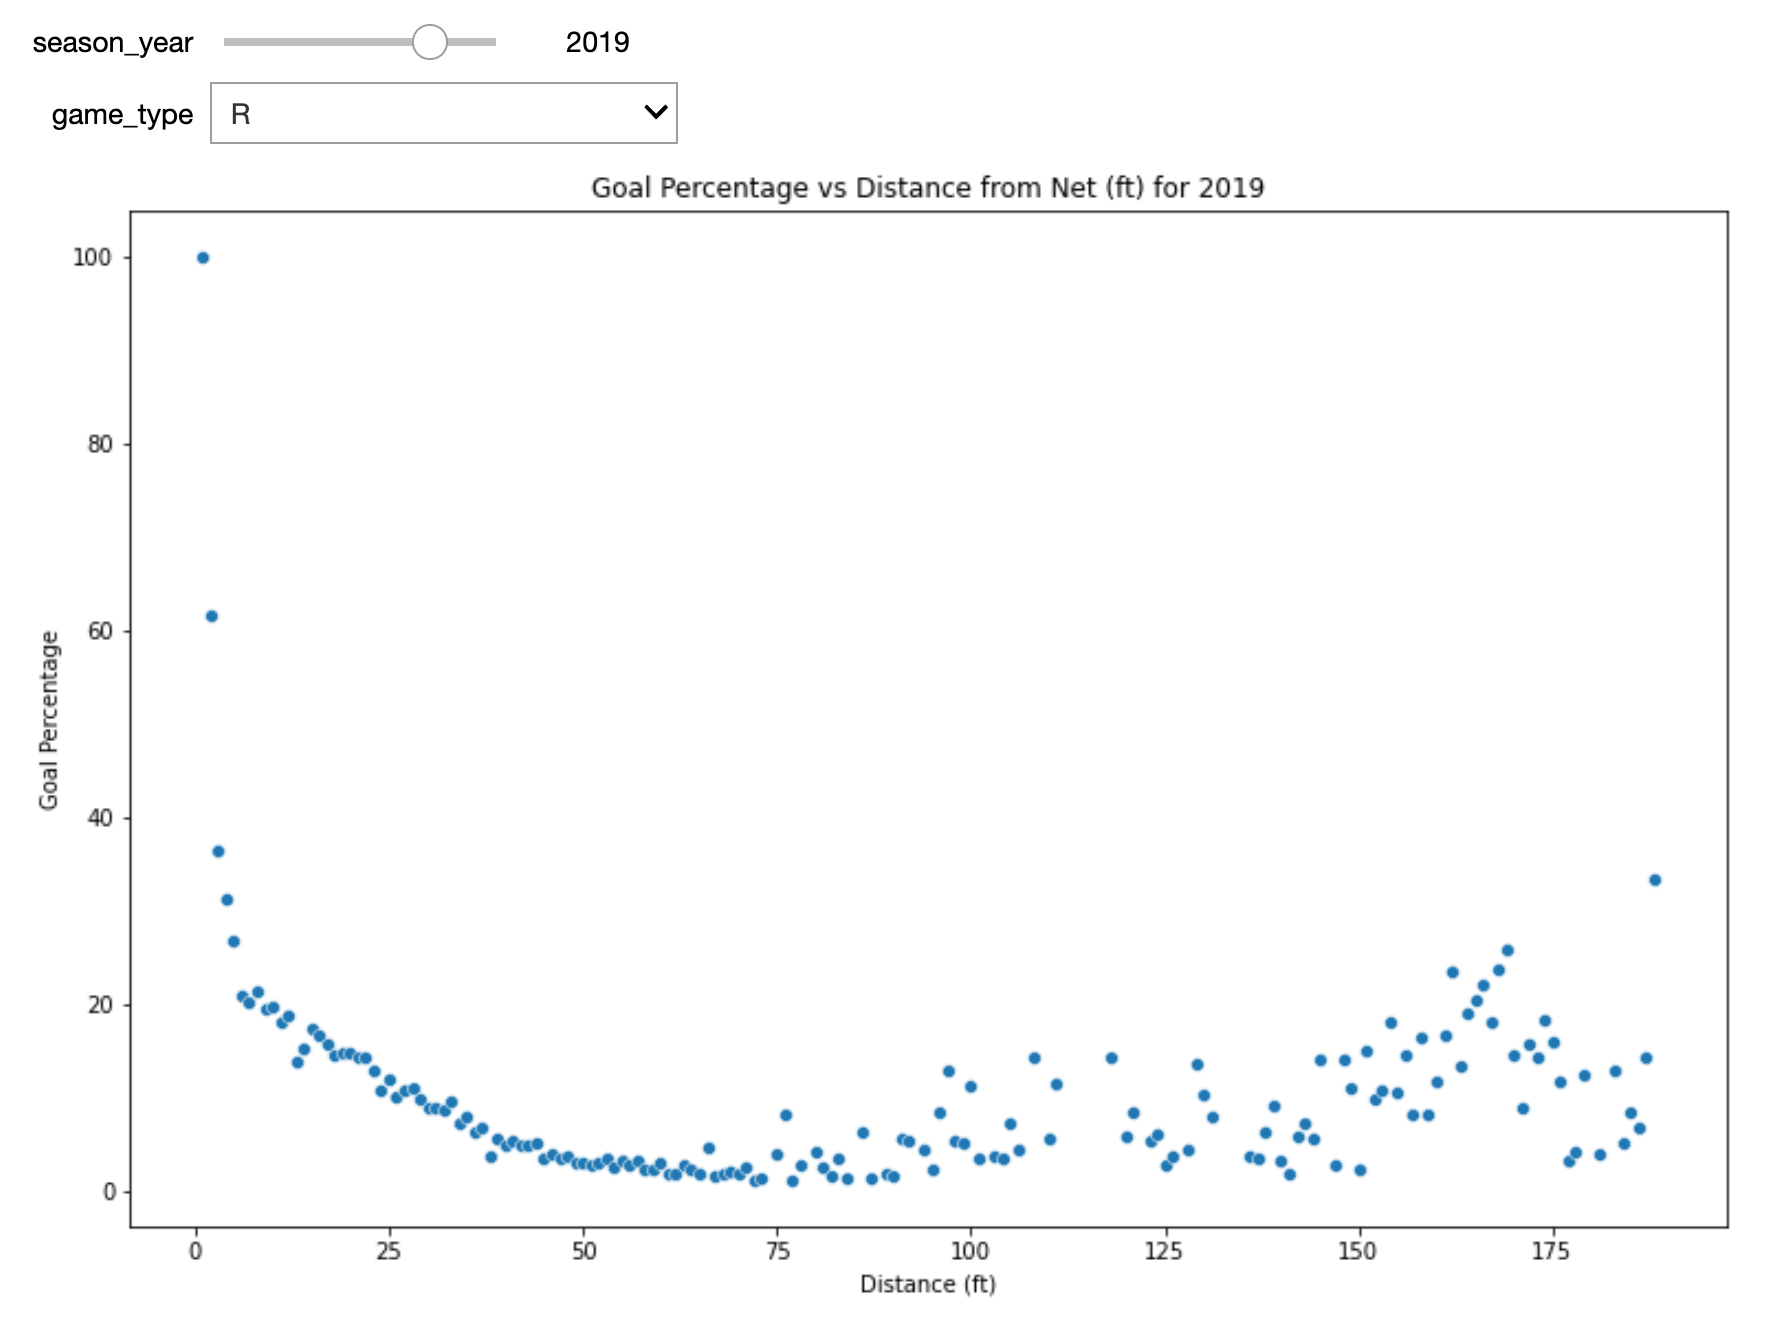 season_year 2019
game_type R
Goal Percentage vs Distance from Net (ft) for 2019
100
80
60
40
20
0
Goal Percentage
0 25 50 75 100 125 150 175
Distance (ft)